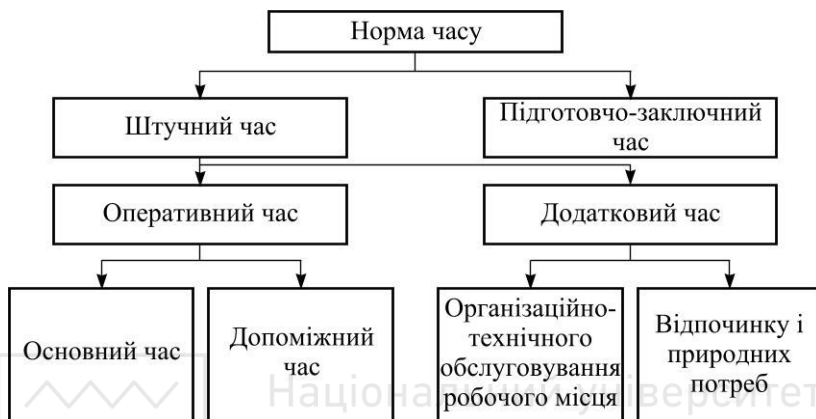 Норма часу
Штучний час
Підготовчо-заключний
час
Оперативний час
Додатковий час
Основний час
Допоміжний
час
Організаційно-
технічного
обслуговування
робочого місця
Відпочинку і
природних
потреб
Національний університет